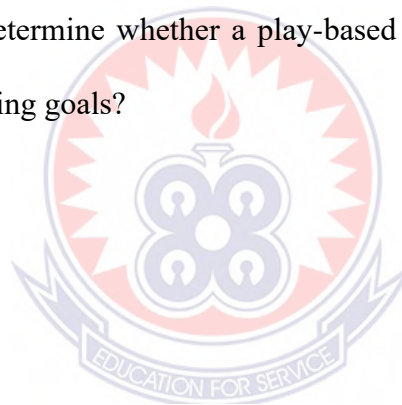 etermine whether a play-based
ing goals?
EDUCATION FOR SERVICE